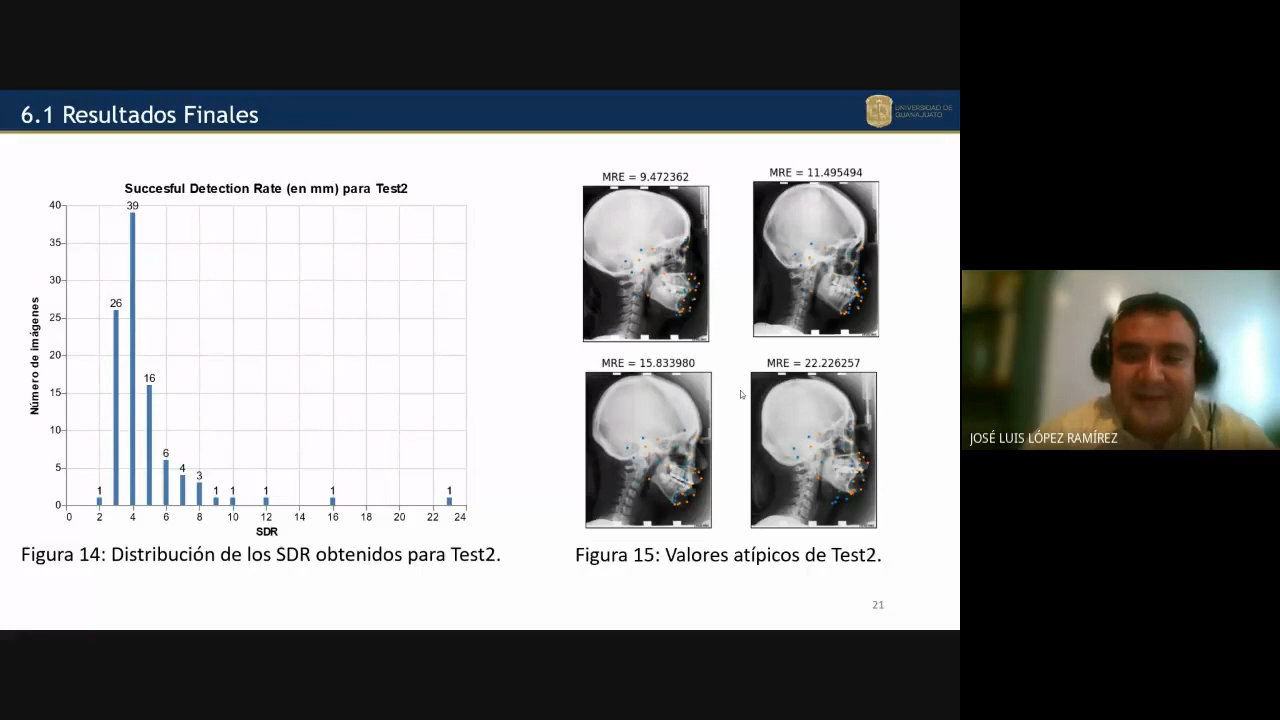 6.1 Resultados Finales
UNIVERSIDAD DE
GUANAJUATO
Succesful Detection Rate (en mm) para Test2
Número de imágenes
40
35
30
25
20
15
10
5
0
1
26
39
16
6
4
3
1
1
1
1
1
0 2 4 6 8 10 12 14 16 18 20 22 24
SDR
Figura 14: Distribución de los SDR obtenidos para Test2.
MRE = 9.472362
MRE = 11.495494
MRE = 15.833980
MRE = 22.226257
Figura 15: Valores atípicos de Test2.
21
JOSÉ LUIS LÓPEZ RAMÍREZ